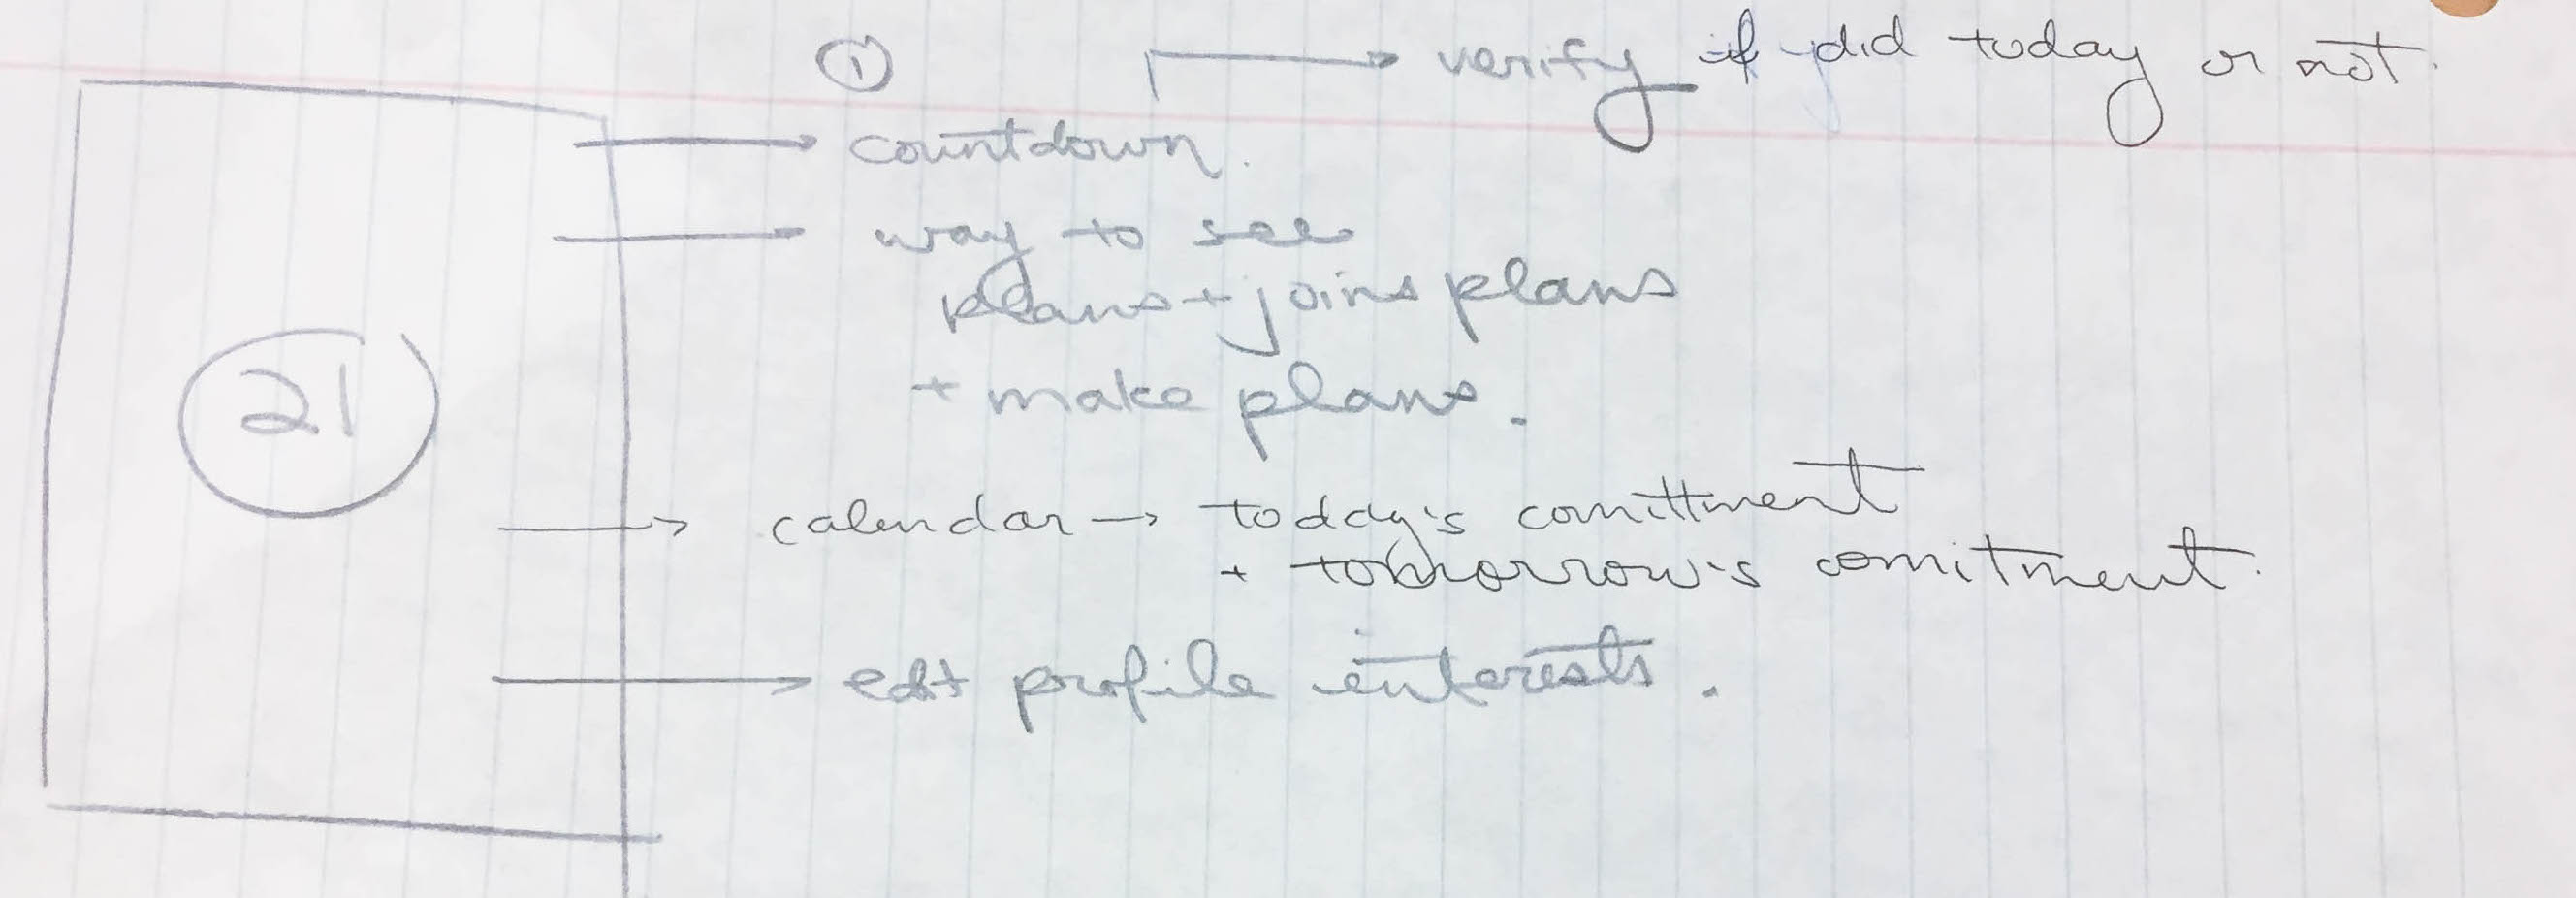 ① verify if did today or not.
countdown.
way to see
plans + joins plans
+ make plans.
21
calendar → today's comittment
+ tomorrow's comitment.
edit profile interests.